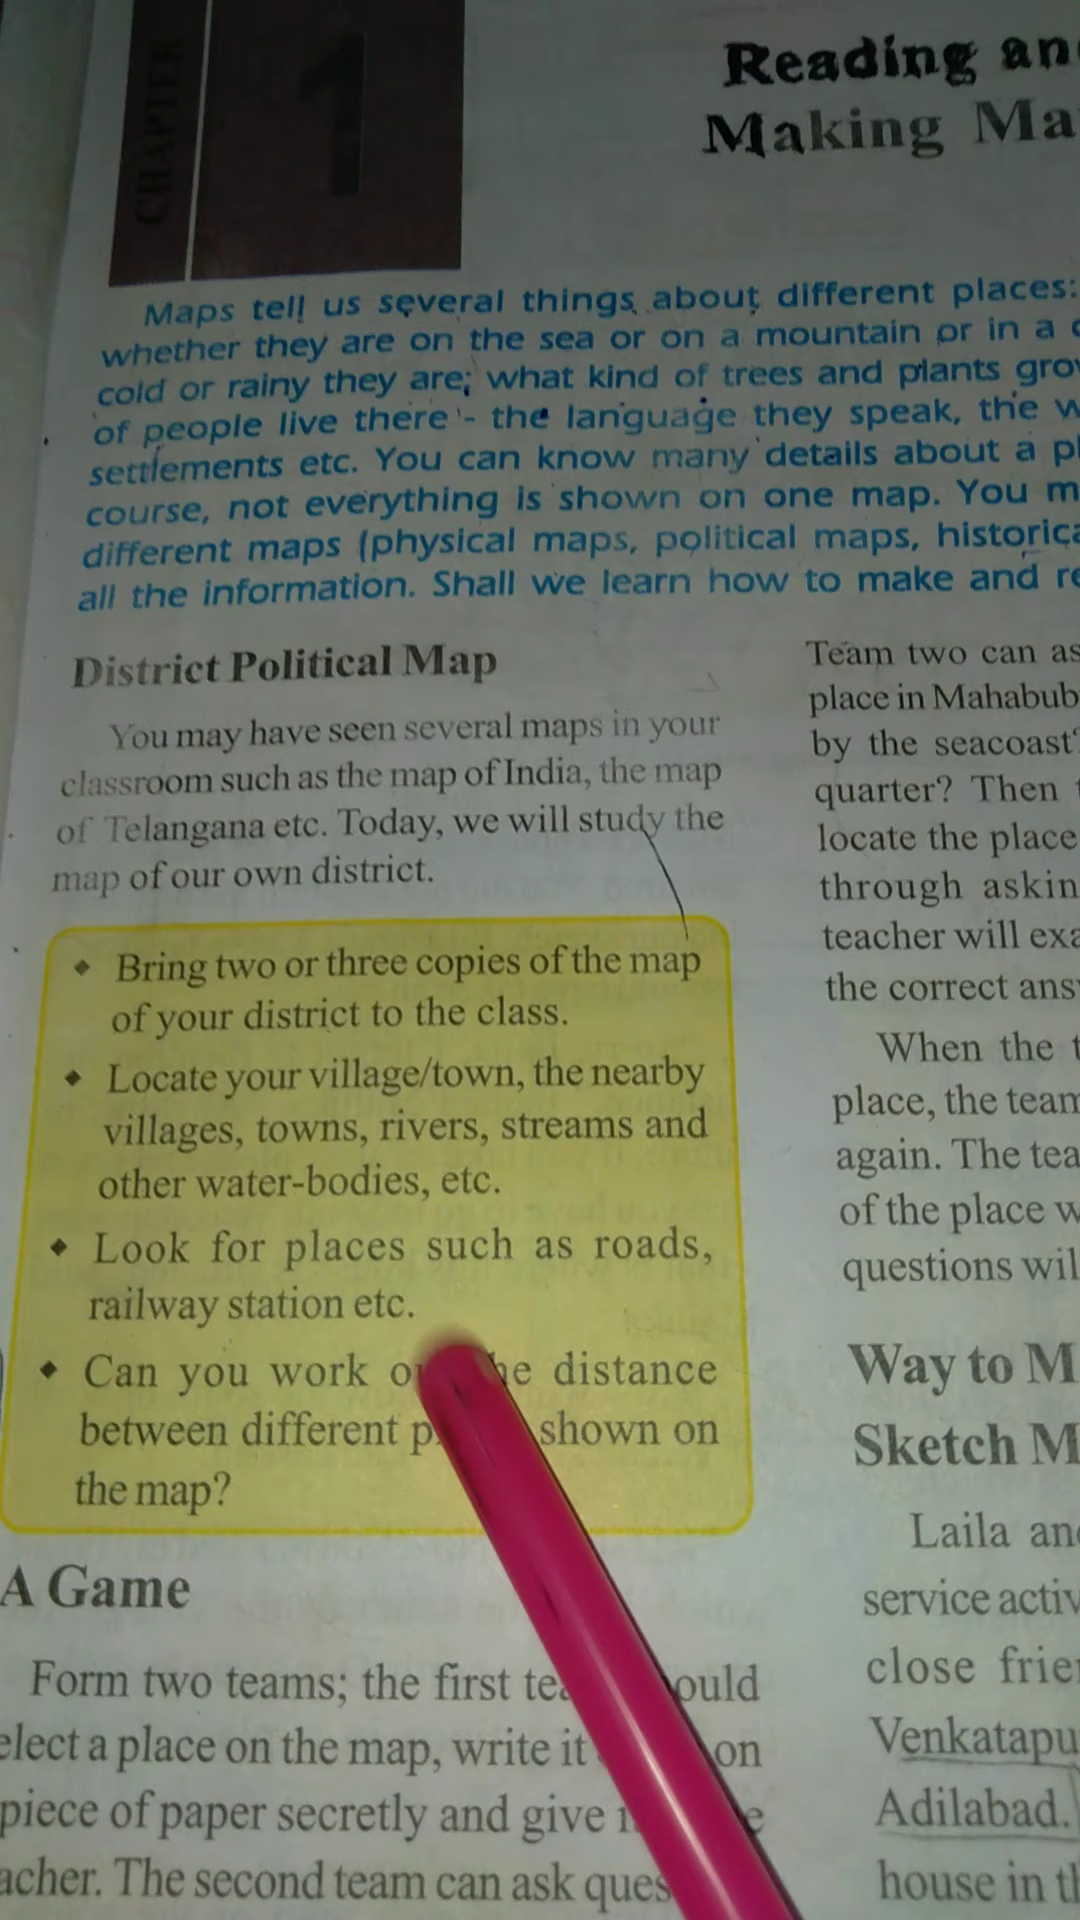 CHAPTER
1
Reading an
Making Ma
Maps tell us several things about different places:
whether they are on the sea or on a mountain or in a
cold or rainy they are; what kind of trees and plants grow
of people live there - the language they speak, the w
settlements etc. You can know many details about a pl
course, not everything is shown on one map. You m
different maps (physical maps, political maps, historica
all the information. Shall we learn how to make and re
District Political Map
You may have seen several maps in your
classroom such as the map of India, the map
of Telangana etc. Today, we will study the
map of our own district.
◆ Bring two or three copies of the map
of your district to the class.
◆ Locate your village/town, the nearby
villages, towns, rivers, streams and
other water-bodies, etc.
◆ Look for places such as roads,
railway station etc.
◆ Can you work distance
between different shown on
the map?
A Game
Form two teams; the first
elect a place on the map, write it on
piece of paper secretly and give
acher. The second team can ask ques
Team two can as
place in Mahabub
by the seacoast?
quarter? Then
locate the place
through askin
teacher will exa
the correct ans
When the t
place, the team
again. The tea
of the place w
questions wil
Way to M
Sketch M
Laila an
service activ
close frie
Venkatapu
Adilabad.
house in th